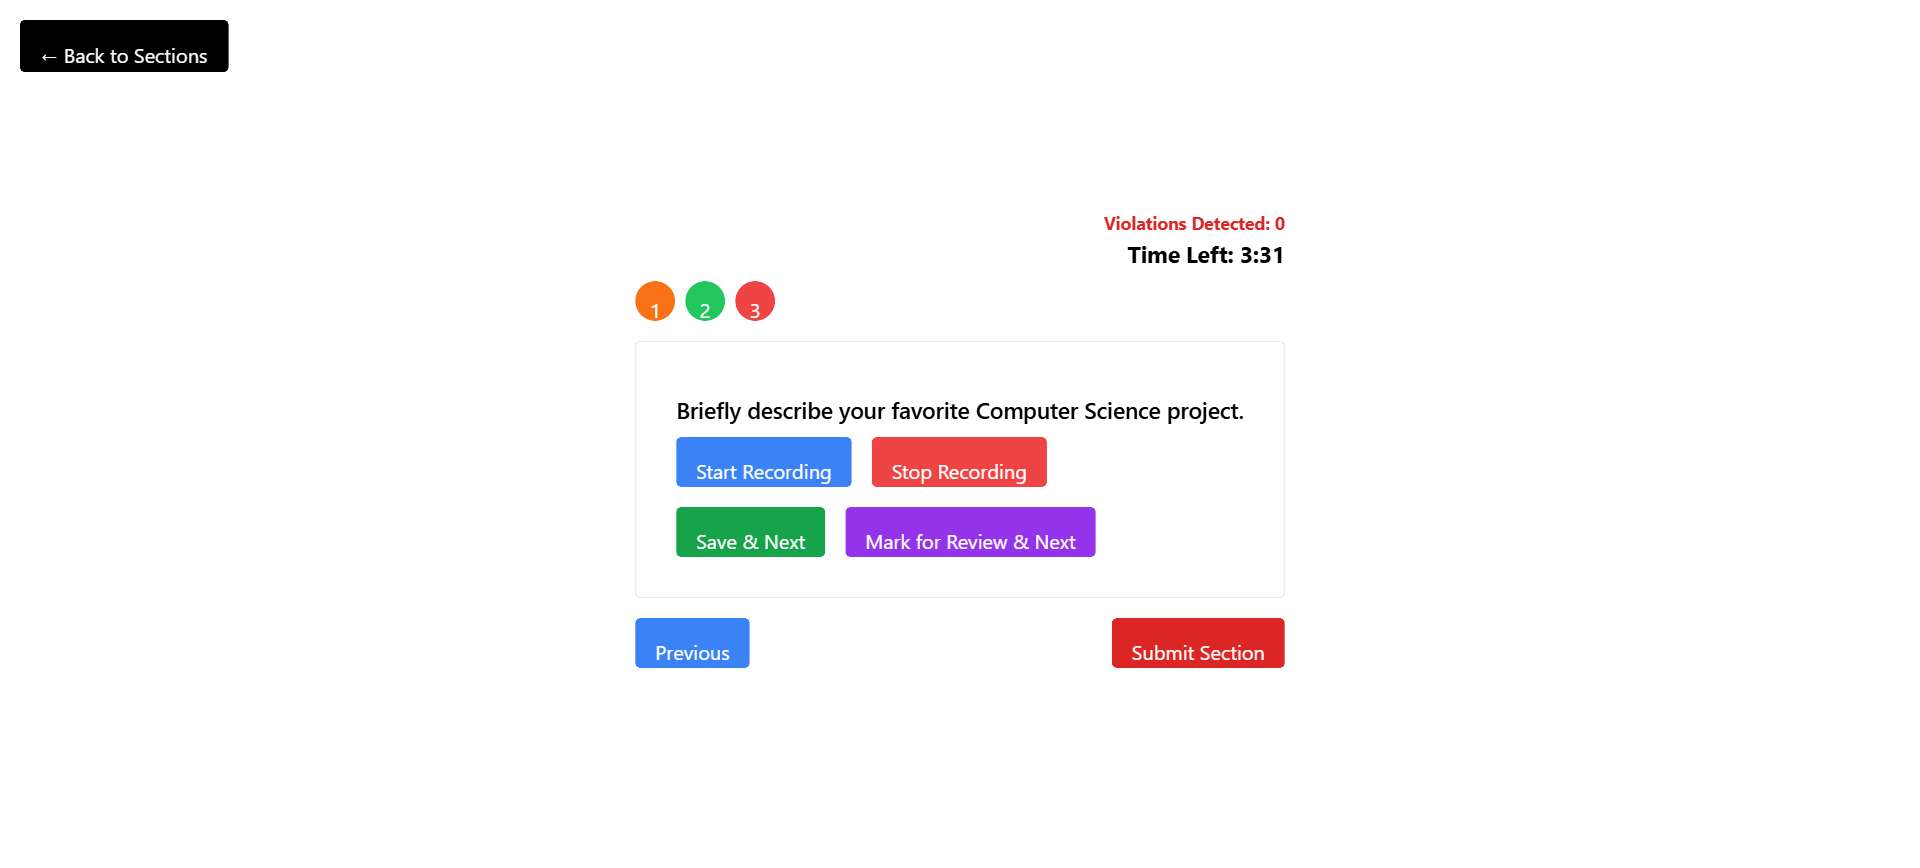 ← Back to Sections
Violations Detected: 0
Time Left: 3:31
1 2 3
Briefly describe your favorite Computer Science project.
Start Recording Stop Recording
Save & Next Mark for Review & Next
Previous Submit Section